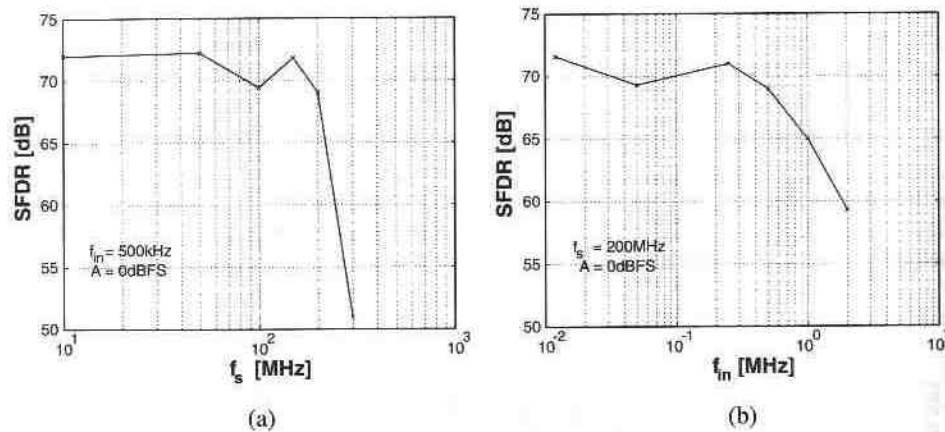 75
70
65
60
55
50
SFDR [dB]
f_in = 500kHz
A = 0dBFS
10^1
10^2
10^3
f_s [MHz]
(a)
75
70
65
60
55
50
SFDR [dB]
f_s = 200MHz
A = 0dBFS
10^-2
10^-1
10^0
f_in [MHz]
(b)